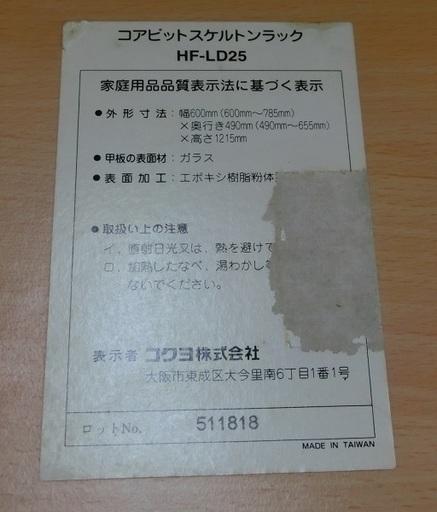 コアビットスケルトンラック
HF-LD25
家庭用品品質表示法に基づく表示
●外形寸法：幅600mm（600mm～785mm）
×奥行き490mm（490mm～655mm）
×高さ1215mm
●甲板の表面材：ガラス
●表面加工：エポキシ樹脂粉体
●取扱い上の注意
イ．直射日光又は、熱を避けて
ロ．加熱したなべ、湯わかし等
ないでください。
表示者 コクヨ株式会社
大阪市東成区大今里南6丁目1番1号
ロットNo. 511818
MADE IN TAIWAN